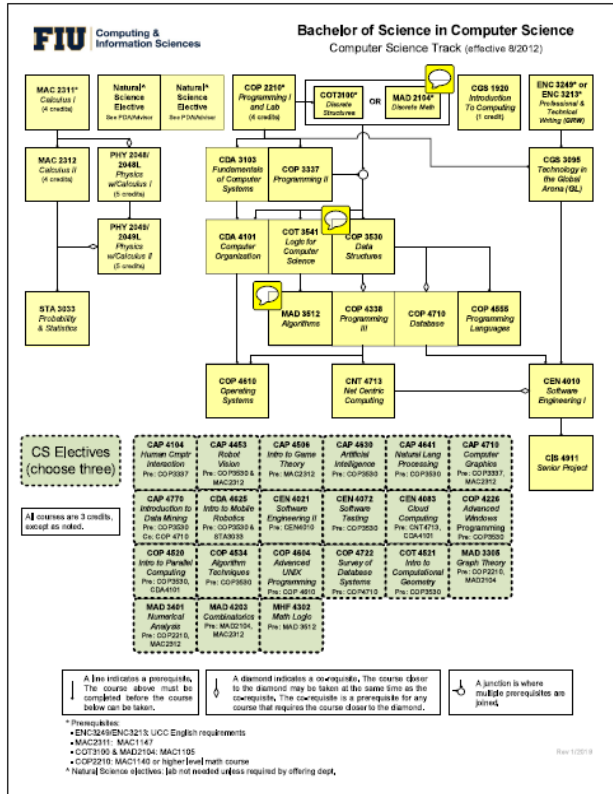 FIU
Computing &
Information Sciences
Bachelor of Science in Computer Science
Computer Science Track (effective 8/2012)
MAC 2311*
Calculus I
(4 credits)
Natural^
Science
Elective
See PDA/Advisor
Natural^
Science
Elective
See PDA/Advisor
COP 2210*
Programming I
and Lab
(4 credits)
COT3100*
Discrete
Structures
OR
MAD 2104*
Discrete Math
CGS 1920
Introduction
To Computing
(1 credit)
ENC 3249* or
ENC 3213*
Professional &
Technical
Writing (GRW)
MAC 2312
Calculus II
(4 credits)
PHY 2048/
2048L
Physics
w/Calculus I
(5 credits)
CDA 3103
Fundamentals
of Computer
Systems
COP 3337
Programming II
CGS 3095
Technology in
the Global
Arena (GL)
PHY 2049/
2049L
Physics
w/Calculus II
(5 credits)
CDA 4101
Computer
Organization
COT 3541
Logic for
Computer
Science
COP 3530
Data
Structures
STA 3033
Probability
& Statistics
MAD 3512
Algorithms
COP 4338
Programming
III
COP 4710
Database
COP 4555
Programming
Languages
COP 4610
Operating
Systems
CNT 4713
Net Centric
Computing
CEN 4010
Software
Engineering I
CIS 4911
Senior Project
CS Electives
(choose three)
All courses are 3 credits,
except as noted.
CAP 4104
Human Cmptr
Interaction
Pre: COP3337
CAP 4453
Robot
Vision
Pre: COP3530 &
MAC2312
CAP 4506
Intro to Game
Theory
Pre: MAC2312
CAP 4630
Artificial
Intelligence
Pre: COP3530
CAP 4641
Natural Lang
Processing
Pre: COP3530
CAP 4710
Computer
Graphics
Pre: COP3337,
MAC2312
CAP 4770
Introduction to
Data Mining
Pre: COP3530
Co: COP 4710
CDA 4625
Intro to Mobile
Robotics
Pre: COP3530 &
STA3033
CEN 4021
Software
Engineering II
Pre: CEN4010
CEN 4072
Software
Testing
Pre: COP3530
CEN 4083
Cloud
Computing
Pre: CNT4713,
CDA4101
COP 4226
Advanced
Windows
Programming
Pre: COP3530
COP 4520
Intro to Parallel
Computing
Pre: COP3530,
CDA4101
COP 4534
Algorithm
Techniques
Pre: COP3530
COP 4604
Advanced
UNIX
Programming
Pre: COP 4610
COP 4722
Survey of
Database
Systems
Pre: COP4710
COT 4521
Intro to
Computational
Geometry
Pre: COP3530
MAD 3305
Graph Theory
Pre: COP2210,
MAD2104
MAD 3401
Numerical
Analysis
Pre: COP2210,
MAC2312
MAD 4203
Combinatorics
Pre: MAD2104,
MAC2312
MHF 4302
Math Logic
Pre: MAD 3512
A line indicates a prerequisite.
The course above must be
completed before the course
below can be taken.
A diamond indicates a co-requisite. The course closer
to the diamond may be taken at the same time as the
co-requisite. The co-requisite is a prerequisite for any
course that requires the course closer to the diamond.
A junction is where
multiple prerequisites are
joined.
* Prerequisites:
• ENC3249/ENC3213: UCC English requirements
• MAC2311: MAC1147
• COT3100 & MAD2104: MAC1105
• COP2210: MAC1140 or higher level math course
^ Natural Science electives: lab not needed unless required by offering dept.